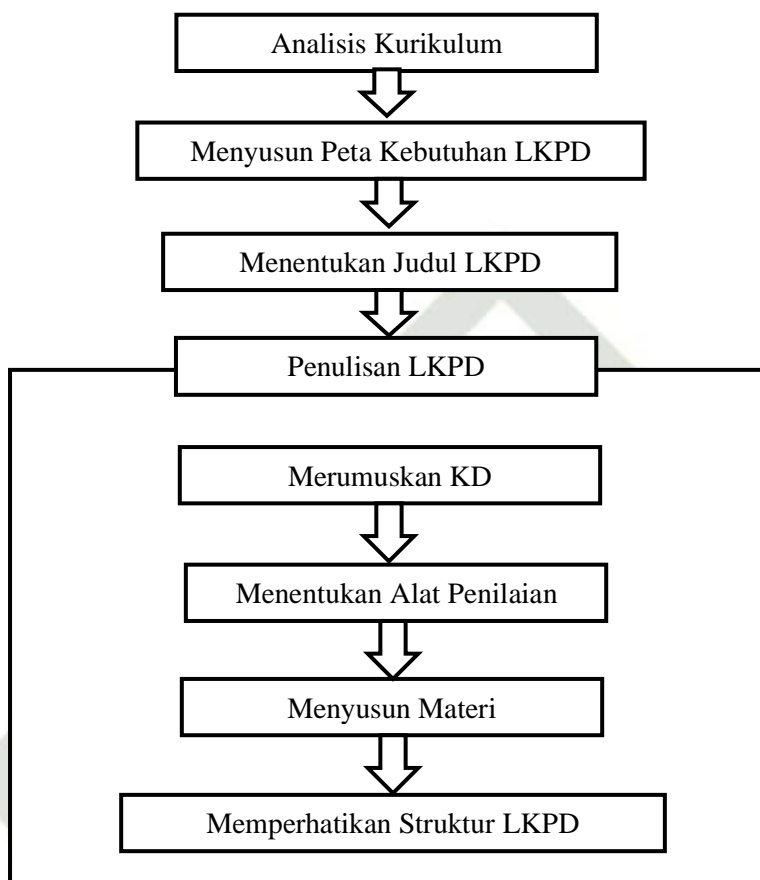 Analisis Kurikulum
Menyusun Peta Kebutuhan LKPD
Menentukan Judul LKPD
Penulisan LKPD
Merumuskan KD
Menentukan Alat Penilaian
Menyusun Materi
Memperhatikan Struktur LKPD